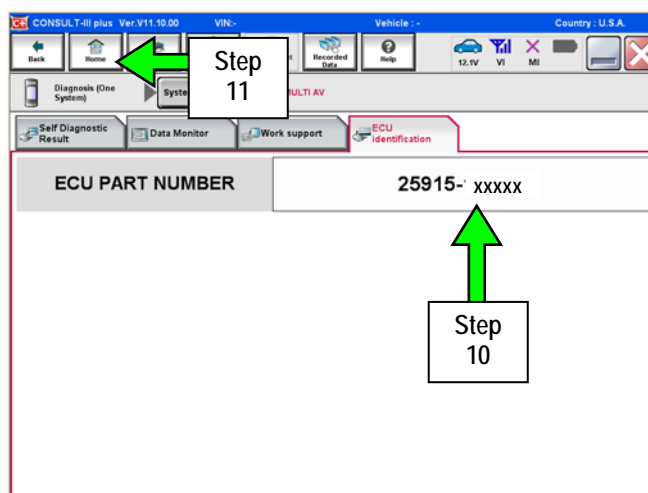 CONSULT-III plus Ver.V11.10.00 VIN:- Vehicle : - Country : U.S.A.
Back Home Recorded Data Help 12.1V VI MI
Step 11
Diagnosis (One System) MULTI AV
Self Diagnostic Result Data Monitor Work support ECU identification
ECU PART NUMBER 25915- xxxxx
Step 10